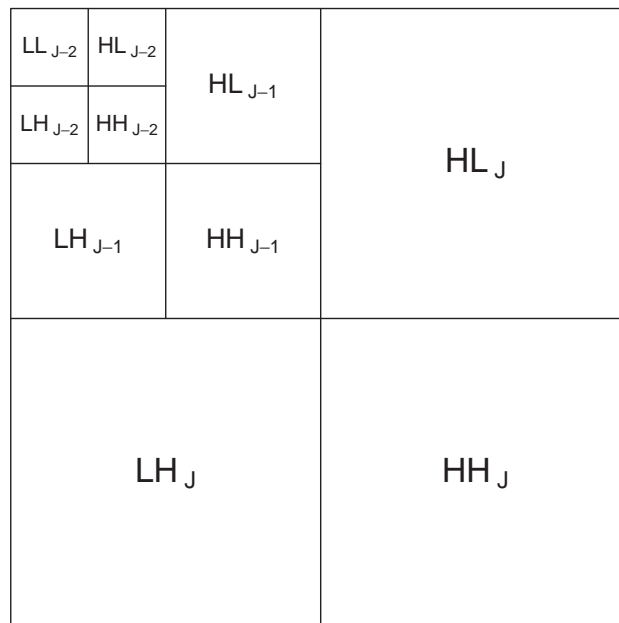 LL J–2
HL J–2
HL J–1
LH J–2
HH J–2
HL J
LH J–1
HH J–1
LH J
HH J